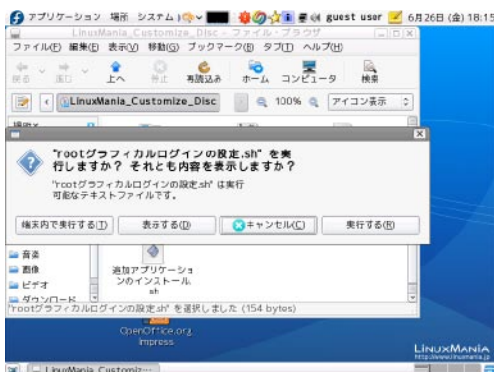 アプリケーション 場所 システム guest user 6月26日 (金) 18:15
LinuxMania_Customize_Disc - ファイル・ブラウザ
ファイル(F) 編集(E) 表示(V) 移動(G) ブックマーク(B) タブ(T) ヘルプ(H)
戻る 進む 上へ 停止 再読込み ホーム コンピュータ 検索
LinuxMania_Customize_Disc 100% アイコン表示
"rootグラフィカルログインの設定.sh" を実
行しますか? それとも内容を表示しますか?
"rootグラフィカルログインの設定.sh" は実行
可能なテキストファイルです。
端末内で実行する(T) 表示する(D) キャンセル(C) 実行する(R)
音楽
画像
ビデオ
ダウンロード
追加アプリケーショ
ンのインストール.
sh
"rootグラフィカルログインの設定.sh" を選択しました (154 bytes)
OpenOffice.org
Impress
LINUXMANIA
LinuxMania_Customiz...